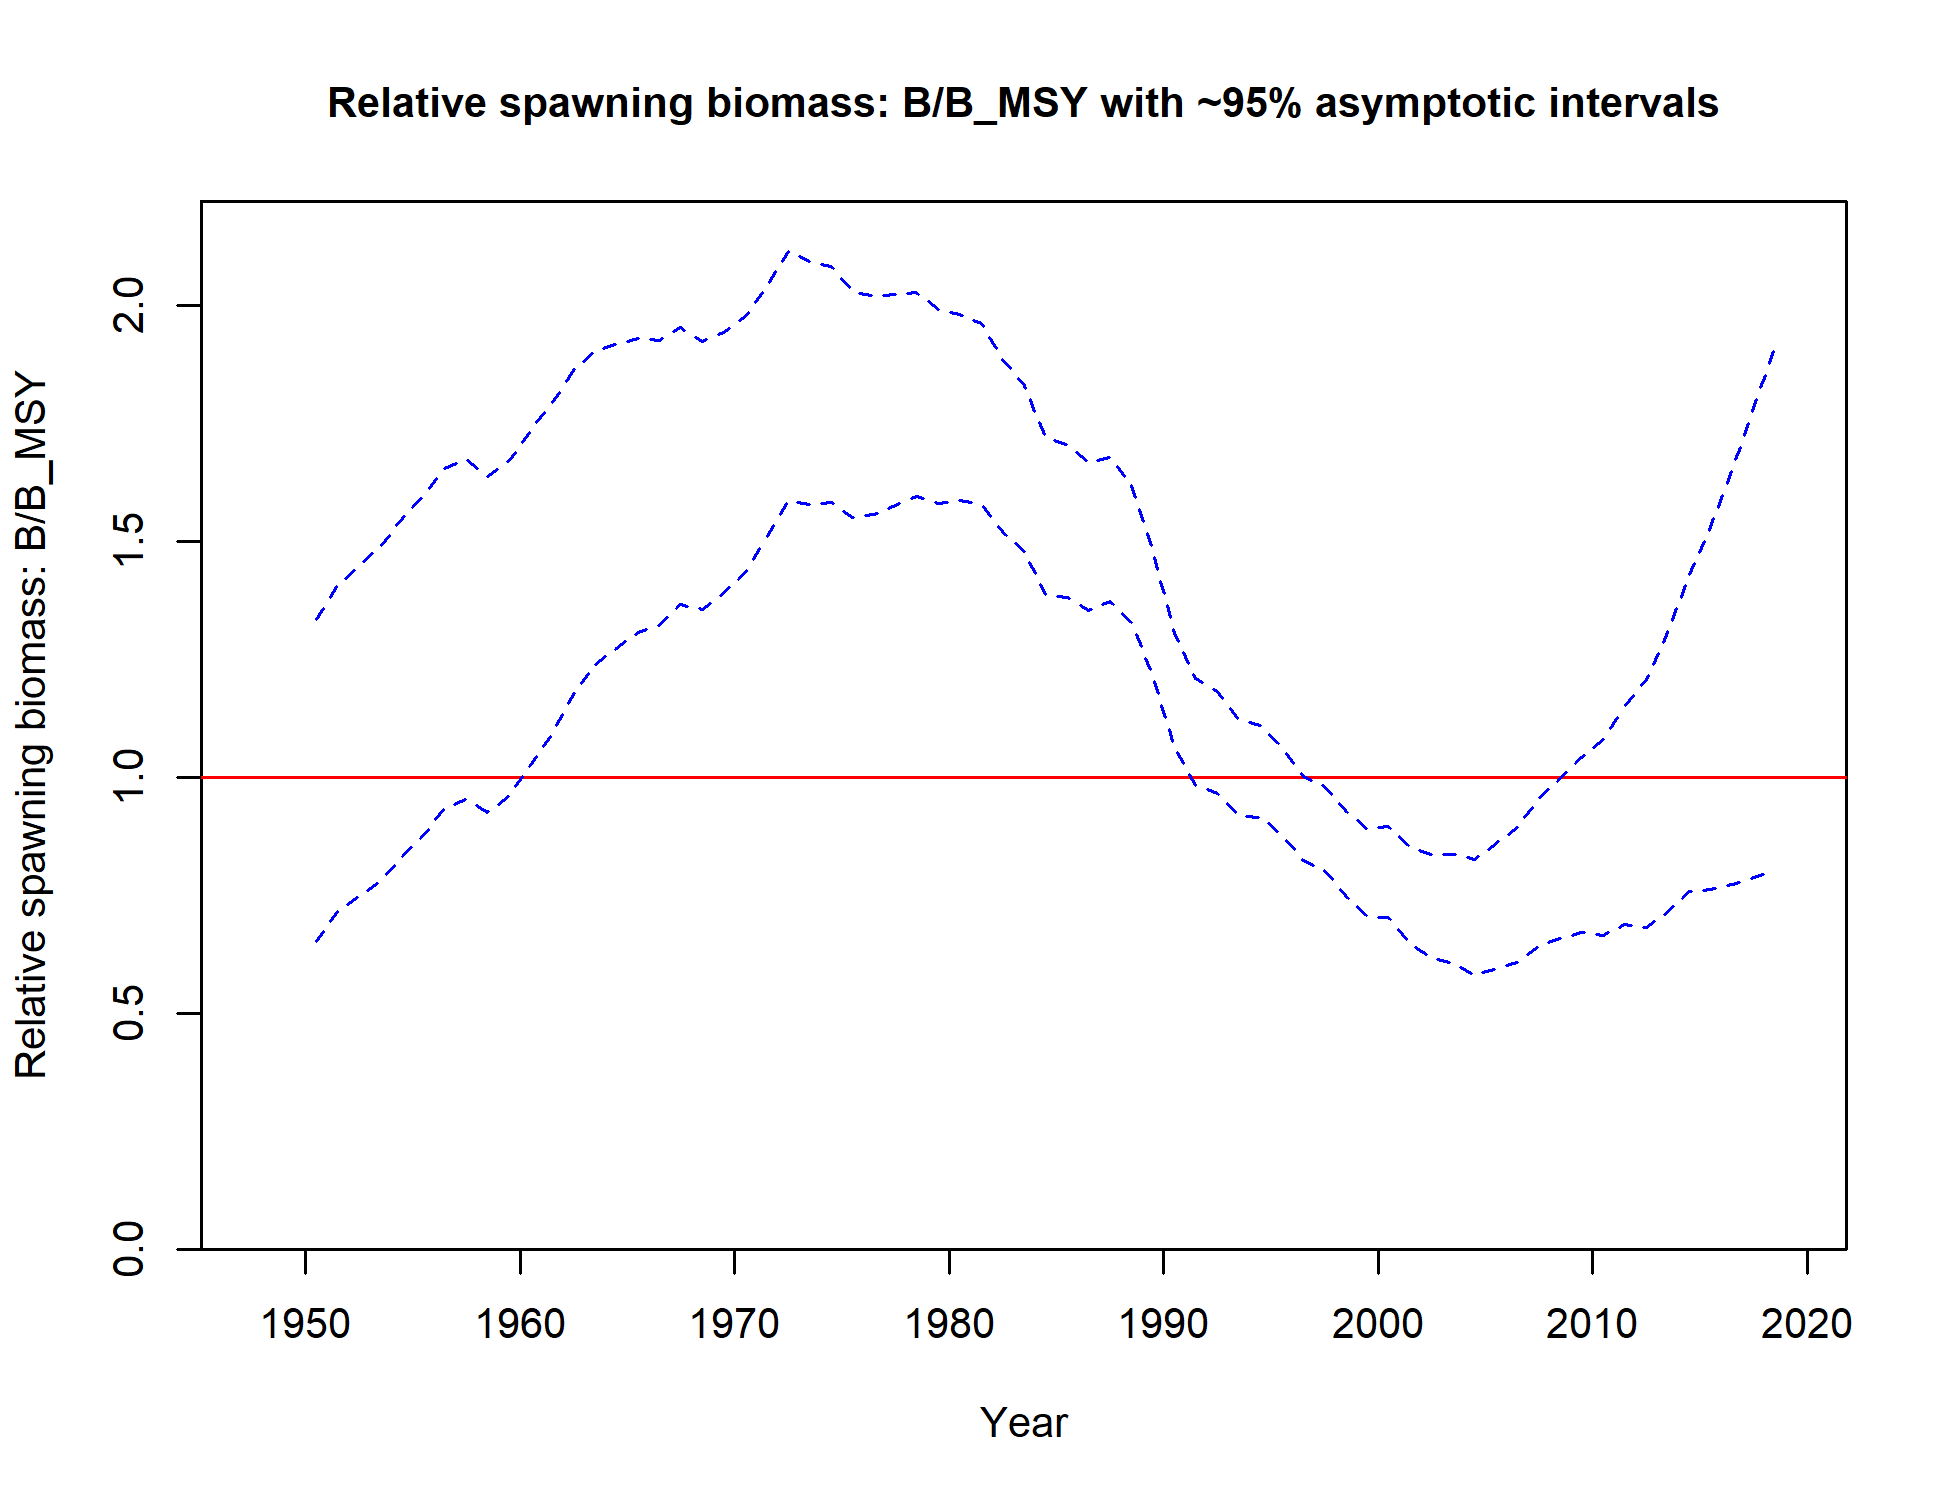 Relative spawning biomass: B/B_MSY with ~95% asymptotic intervals
Relative spawning biomass: B/B_MSY
2.0
1.5
1.0
0.5
0.0
1950 1960 1970 1980 1990 2000 2010 2020
Year